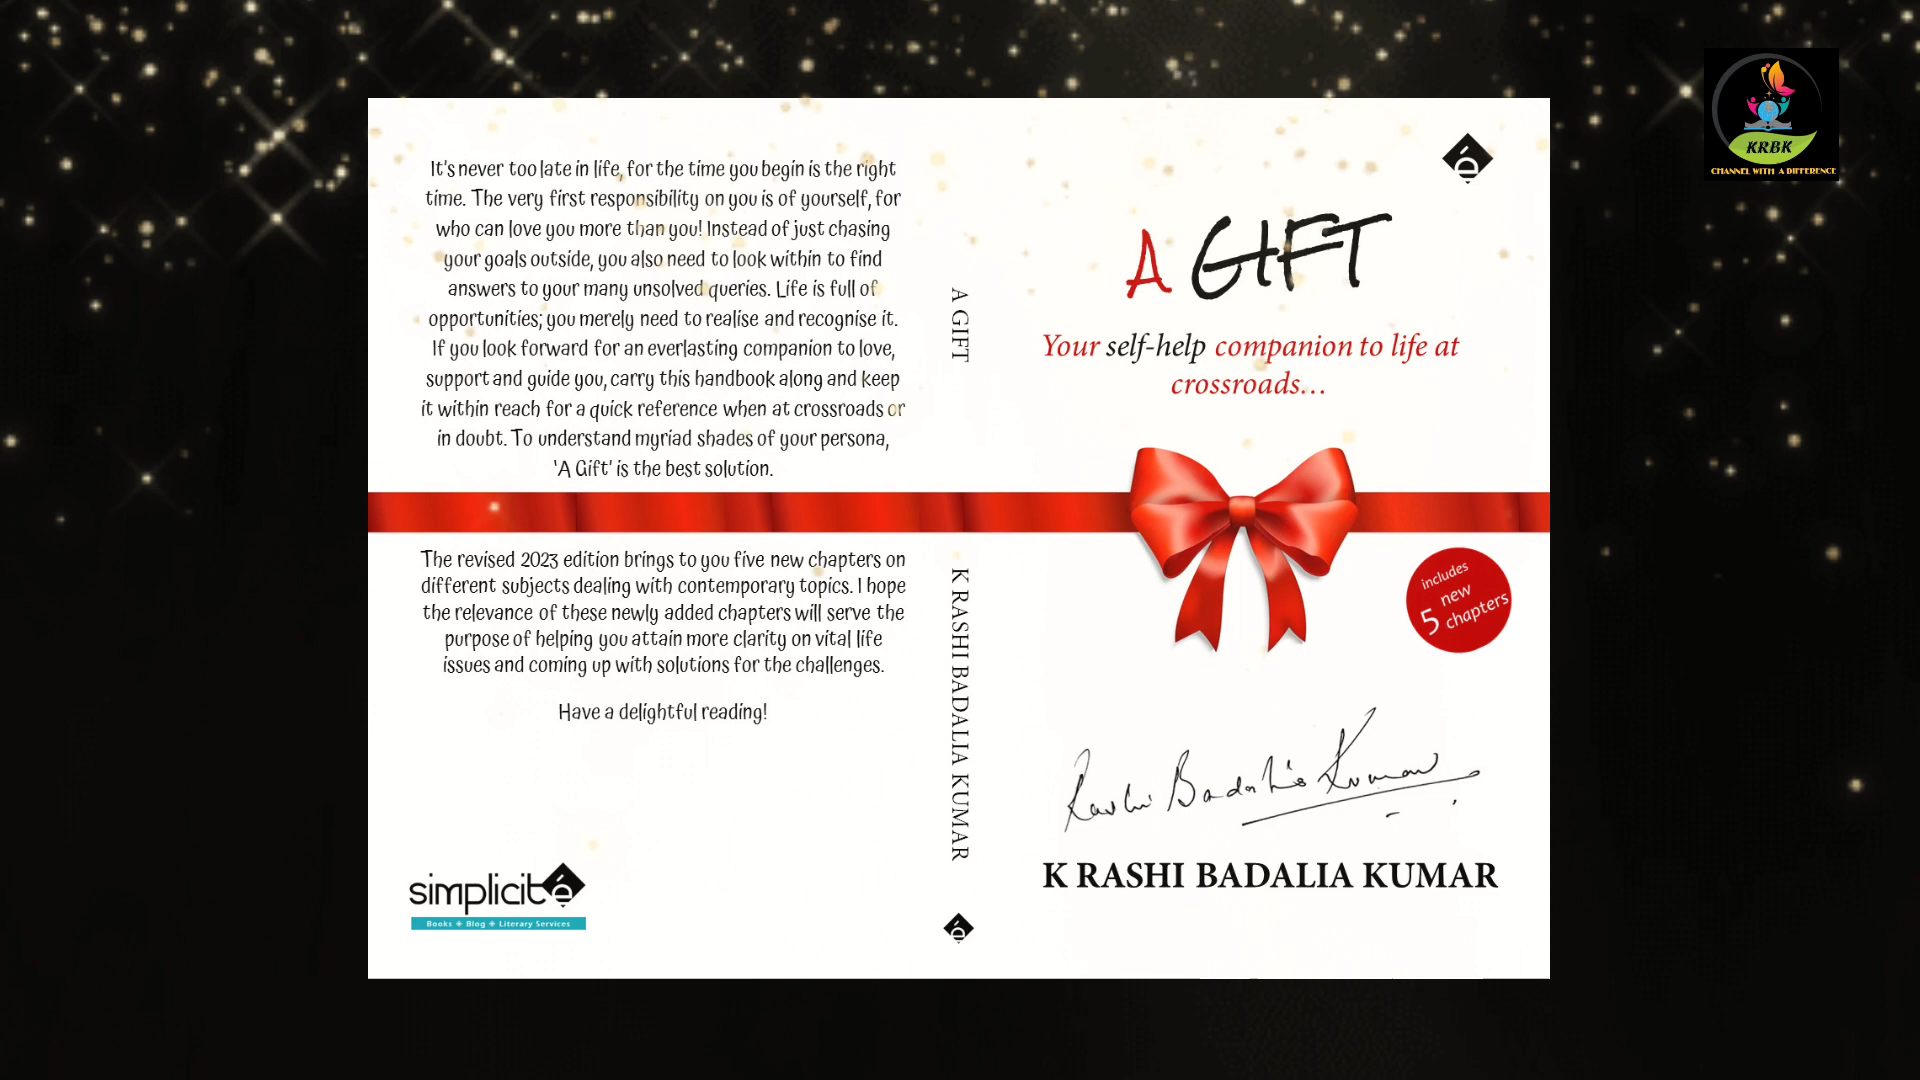 It's never too late in life, for the time you begin is the right
time. The very first responsibility on you is of yourself, for
who can love you more than you! Instead of just chasing
your goals outside, you also need to look within to find
answers to your many unsolved queries. Life is full of
opportunities; you merely need to realise and recognise it.
If you look forward for an everlasting companion to love,
support and guide you, carry this handbook along and keep
it within reach for a quick reference when at crossroads or
in doubt. To understand myriad shades of your persona,
'A Gift' is the best solution.
The revised 2023 edition brings to you five new chapters on
different subjects dealing with contemporary topics. I hope
the relevance of these newly added chapters will serve the
purpose of helping you attain more clarity on vital life
issues and coming up with solutions for the challenges.
Have a delightful reading!
simplicité
Books ❖ Blog ❖ Literary Services
A GIFT
K RASHI BADALIA KUMAR
é
é
A GIFT
Your self-help companion to life at
crossroads...
includes
new
5 chapters
Rashi Badalia Kumar
K RASHI BADALIA KUMAR
KRBK
CHANNEL WITH A DIFFERENCE